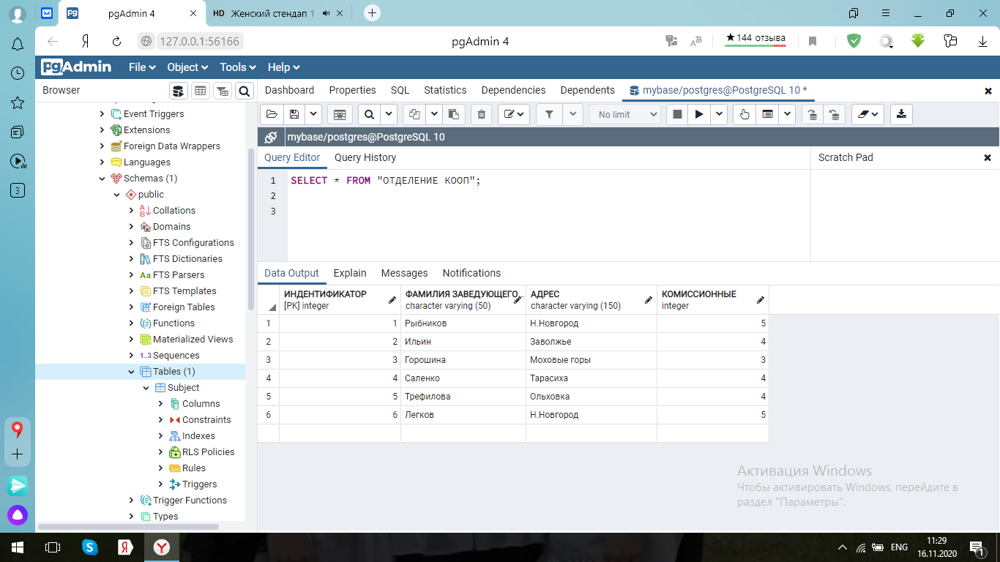 pgAdmin 4
HD Женский стендап 1
127.0.0.1:56166
pgAdmin 4
★144 отзыва
pgAdmin
File
Object
Tools
Help
Browser
Dashboard
Properties
SQL
Statistics
Dependencies
Dependents
mybase/postgres@PostgreSQL 10 *
Event Triggers
Extensions
Foreign Data Wrappers
Languages
Schemas (1)
public
Collations
Domains
FTS Configurations
FTS Dictionaries
FTS Parsers
FTS Templates
Foreign Tables
Functions
Materialized Views
1..3 Sequences
Tables (1)
Subject
Columns
Constraints
Indexes
RLS Policies
Rules
Triggers
Trigger Functions
Types
No limit
mybase/postgres@PostgreSQL 10
Query Editor
Query History
Scratch Pad
1 SELECT * FROM "ОТДЕЛЕНИЕ КООП";
2
3
Data Output
Explain
Messages
Notifications
ИНДЕНТИФИКАТОР
[PK] integer
ФАМИЛИЯ ЗАВЕДУЮЩЕГО...
character varying (50)
АДРЕС
character varying (150)
КОМИССИОННЫЕ
integer
1 1 Рыбников Н.Новгород 5
2 2 Ильин Заволжье 4
3 3 Горошина Моховые горы 3
4 4 Саленко Тарасиха 4
5 5 Трефилова Ольховка 4
6 6 Легков Н.Новгород 5
Активация Windows
Чтобы активировать Windows, перейдите в
раздел "Параметры".
3
ENG
11:29
16.11.2020
1